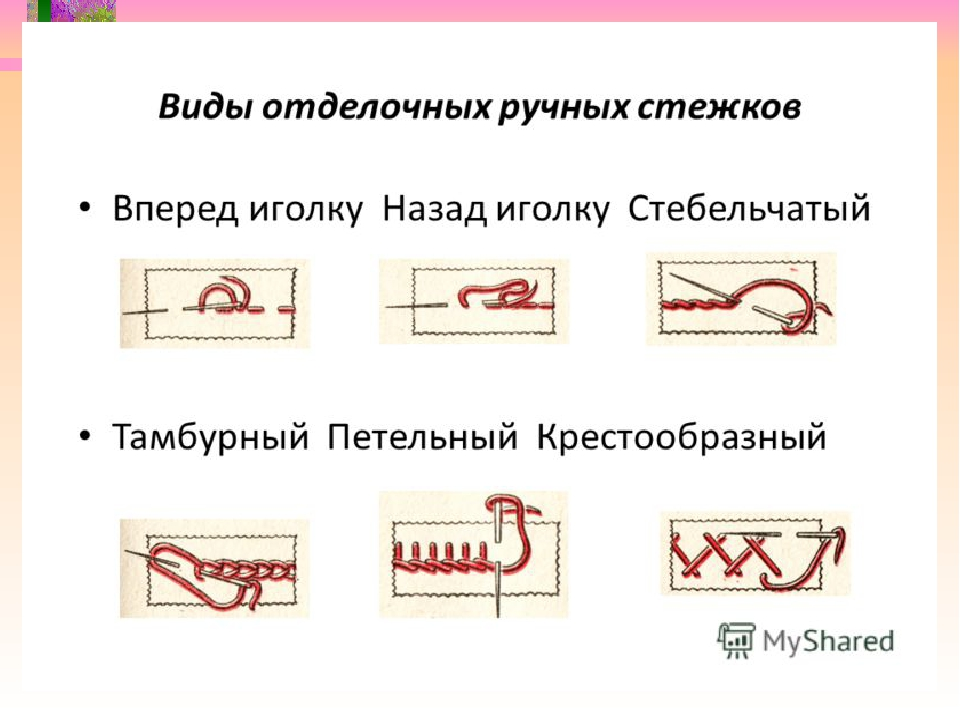 Виды отделочных ручных стежков
• Вперед иголку Назад иголку Стебельчатый
• Тамбурный Петельный Крестообразный
MyShared